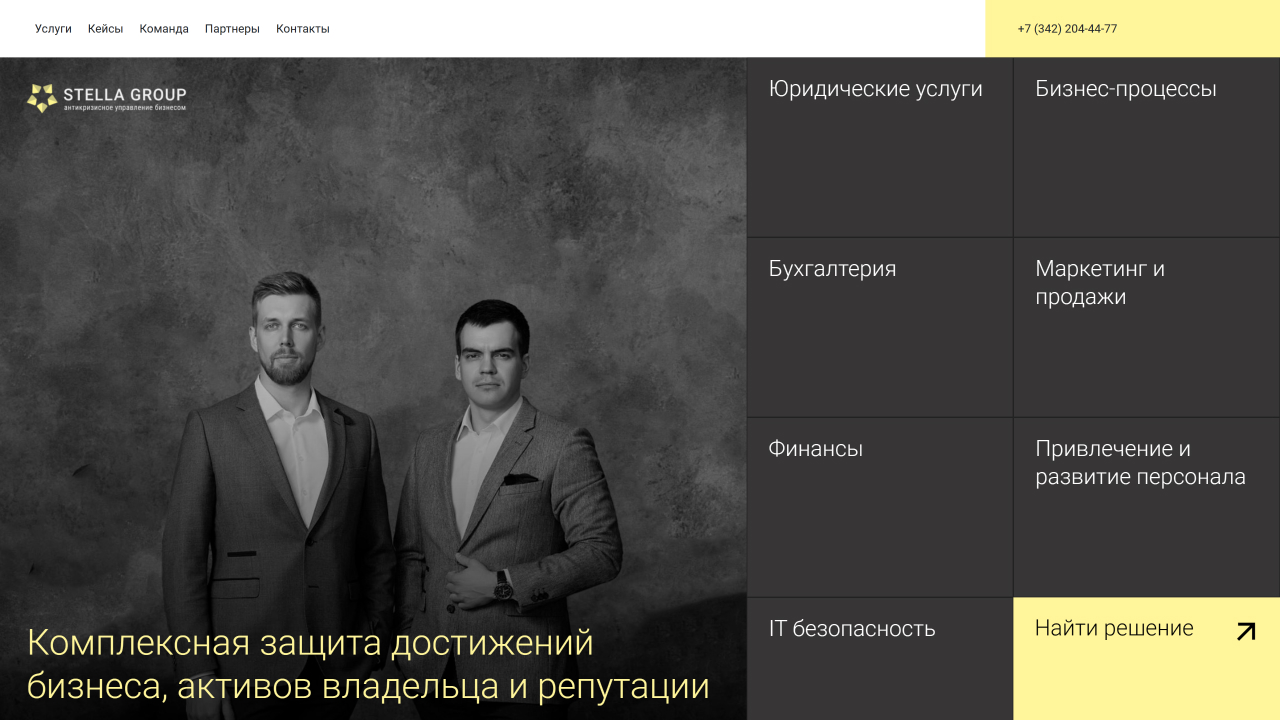 Услуги Кейсы Команда Партнеры Контакты
+7 (342) 204-44-77
STELLA GROUP
антикризисное управление бизнесом
Комплексная защита достижений
бизнеса, активов владельца и репутации
Юридические услуги
Бизнес-процессы
Бухгалтерия
Маркетинг и
продажи
Финансы
Привлечение и
развитие персонала
IT безопасность
Найти решение